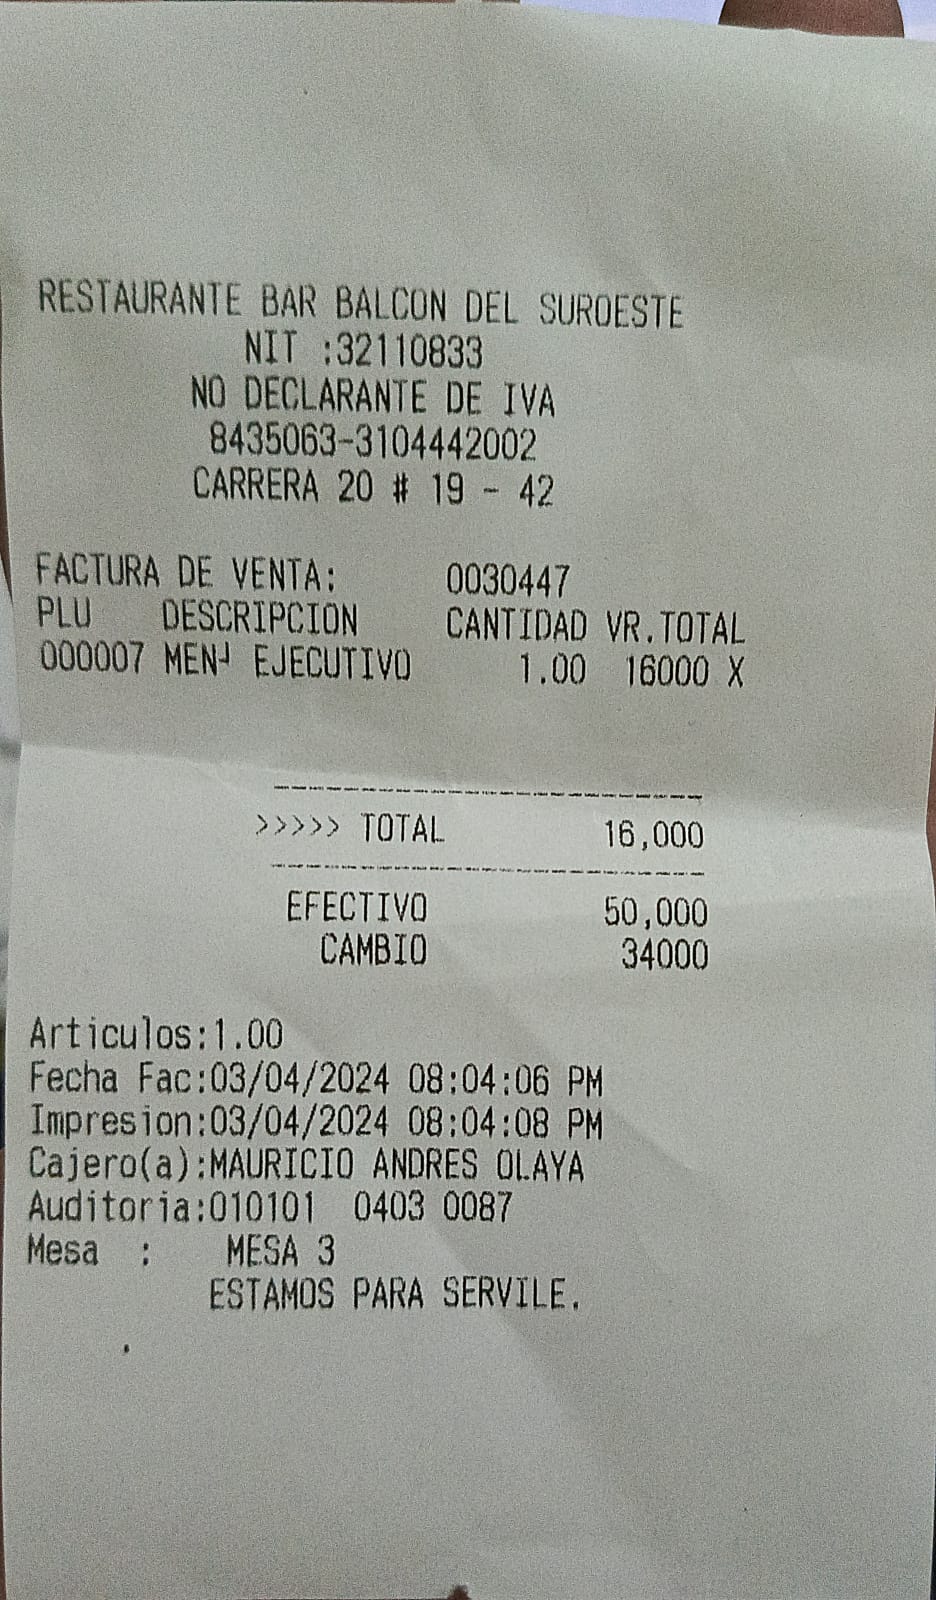 RESTAURANTE BAR BALCON DEL SUROESTE
NIT :32110833
NO DECLARANTE DE IVA
8435063-3104442002
CARRERA 20 # 19 - 42
FACTURA DE VENTA: 0030447
PLU DESCRIPCION CANTIDAD VR.TOTAL
000007 MEN┘ EJECUTIVO 1.00 16000 X
>>>>> TOTAL 16,000
EFECTIVO 50,000
CAMBIO 34000
Articulos:1.00
Fecha Fac:03/04/2024 08:04:06 PM
Impresion:03/04/2024 08:04:08 PM
Cajero(a):MAURICIO ANDRES OLAYA
Auditoria:010101 0403 0087
Mesa : MESA 3
ESTAMOS PARA SERVILE.